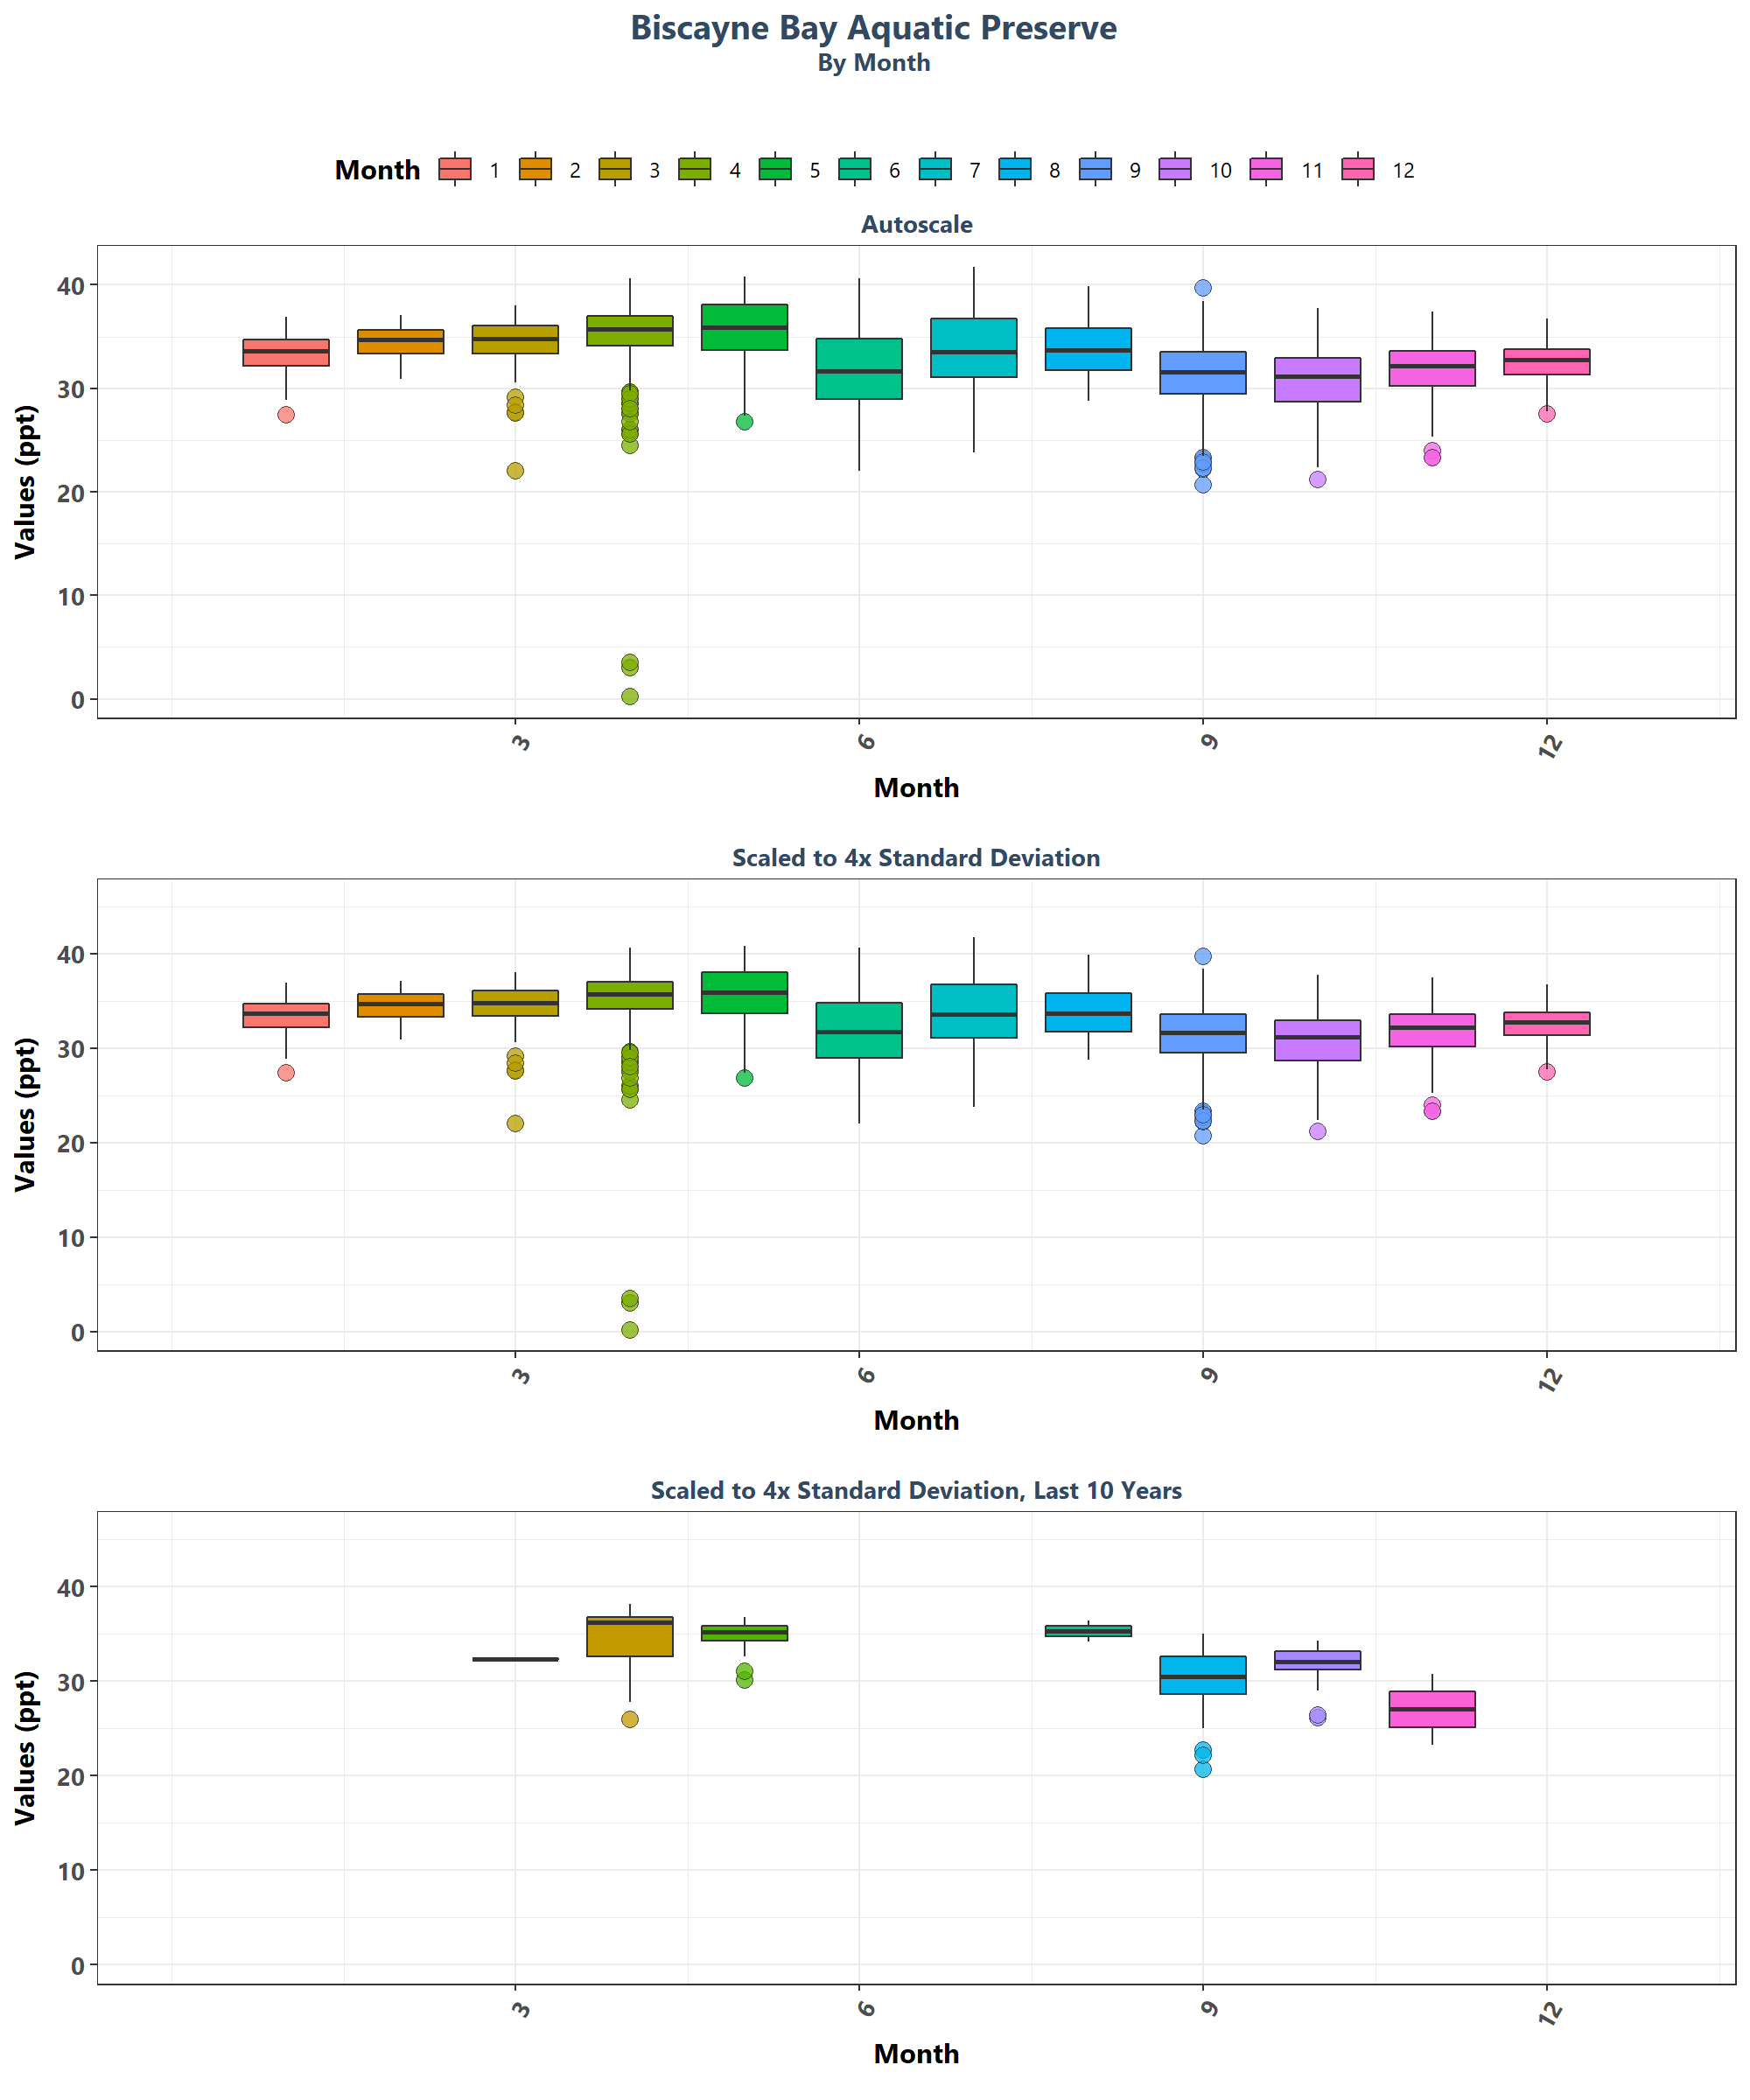 Biscayne Bay Aquatic Preserve
By Month
Month 1 2 3 4 5 6 7 8 9 10 11 12
Autoscale
Values (ppt)
40
30
20
10
0
3 6 9 12
Month
Scaled to 4x Standard Deviation
Values (ppt)
40
30
20
10
0
3 6 9 12
Month
Scaled to 4x Standard Deviation, Last 10 Years
Values (ppt)
40
30
20
10
0
3 6 9 12
Month